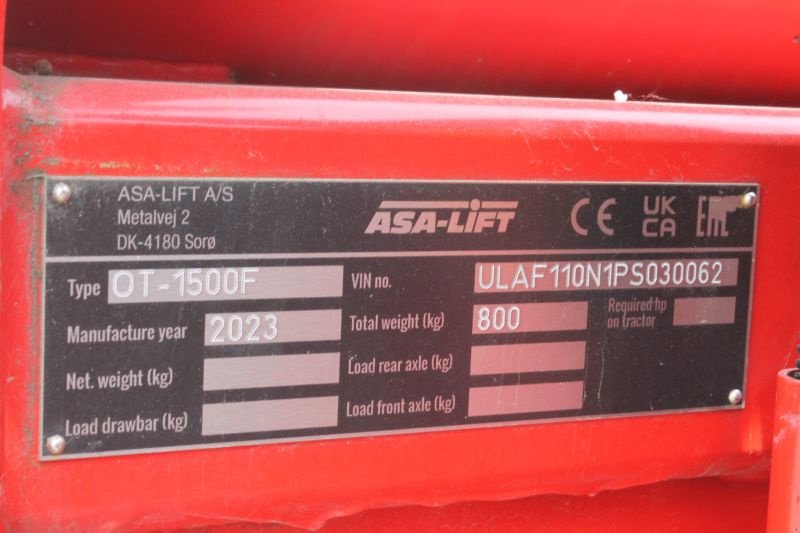 ASA-LIFT A/S
Metalvej 2
DK-4180 Sorø
ASA-LIFT
CE
UK
CA
EAC
Type OT-1500F
VIN no. ULAF110N1PS030062
Manufacture year 2023
Total weight (kg) 800
Required hp
on tractor
Net. weight (kg)
Load rear axle (kg)
Load drawbar (kg)
Load front axle (kg)